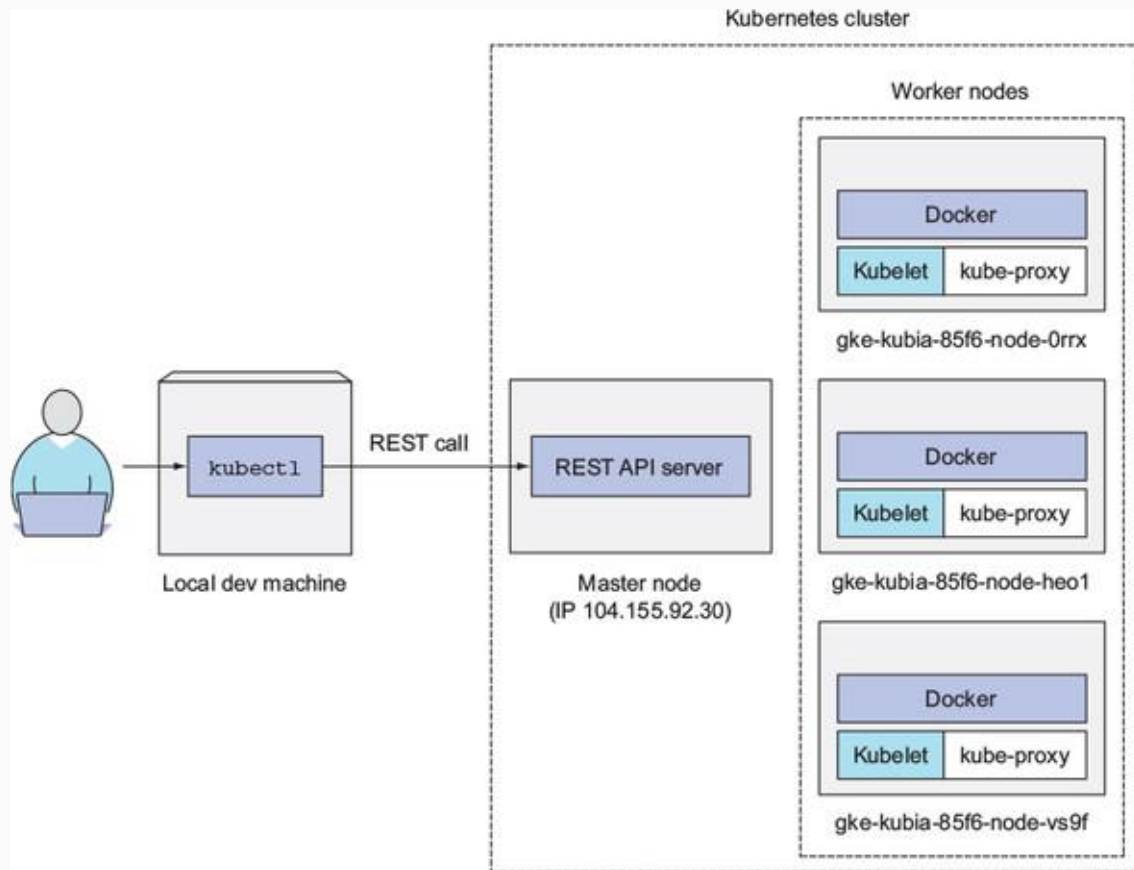 Kubernetes cluster
Worker nodes
Docker
Kubelet
kube-proxy
gke-kubia-85f6-node-0rrx
kubectl
REST call
REST API server
Docker
Kubelet
kube-proxy
Local dev machine
Master node
(IP 104.155.92.30)
gke-kubia-85f6-node-heo1
Docker
Kubelet
kube-proxy
gke-kubia-85f6-node-vs9f